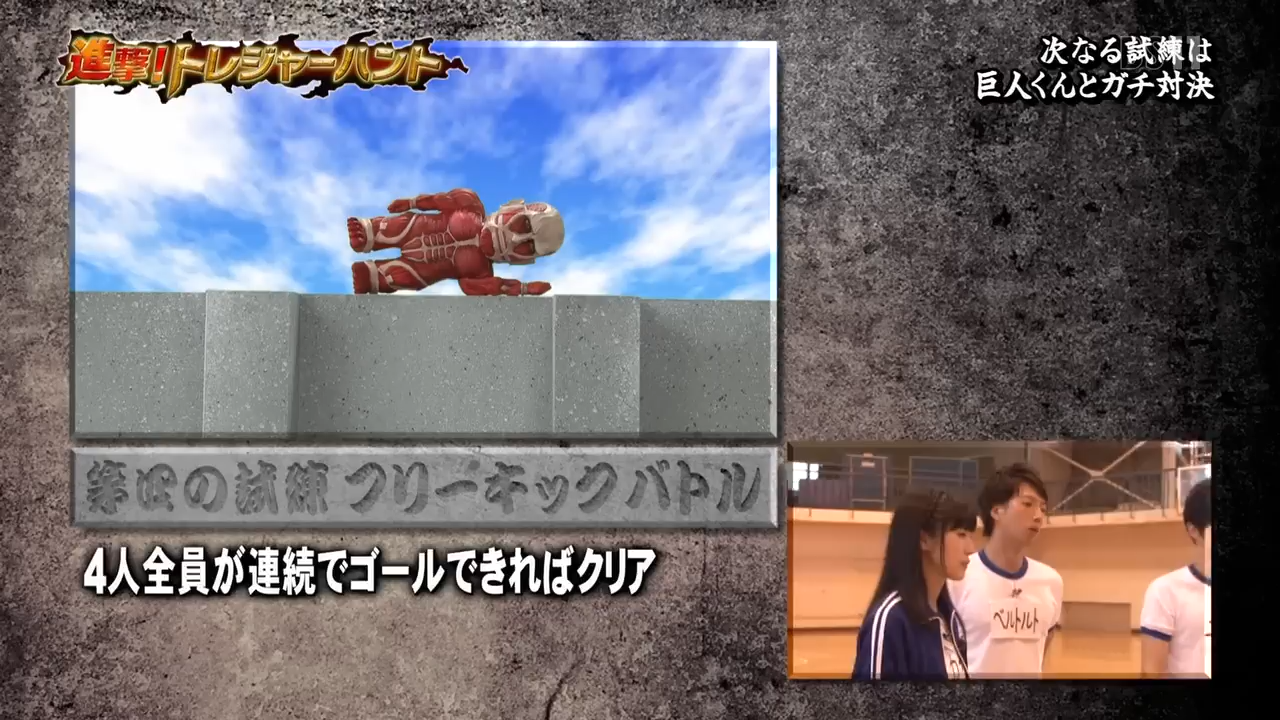 進撃!トレジャーハント
次なる試練は
巨人くんとガチ対決
第四の試練 フリーキックバトル
4人全員が連続でゴールできればクリア
ベルトルト